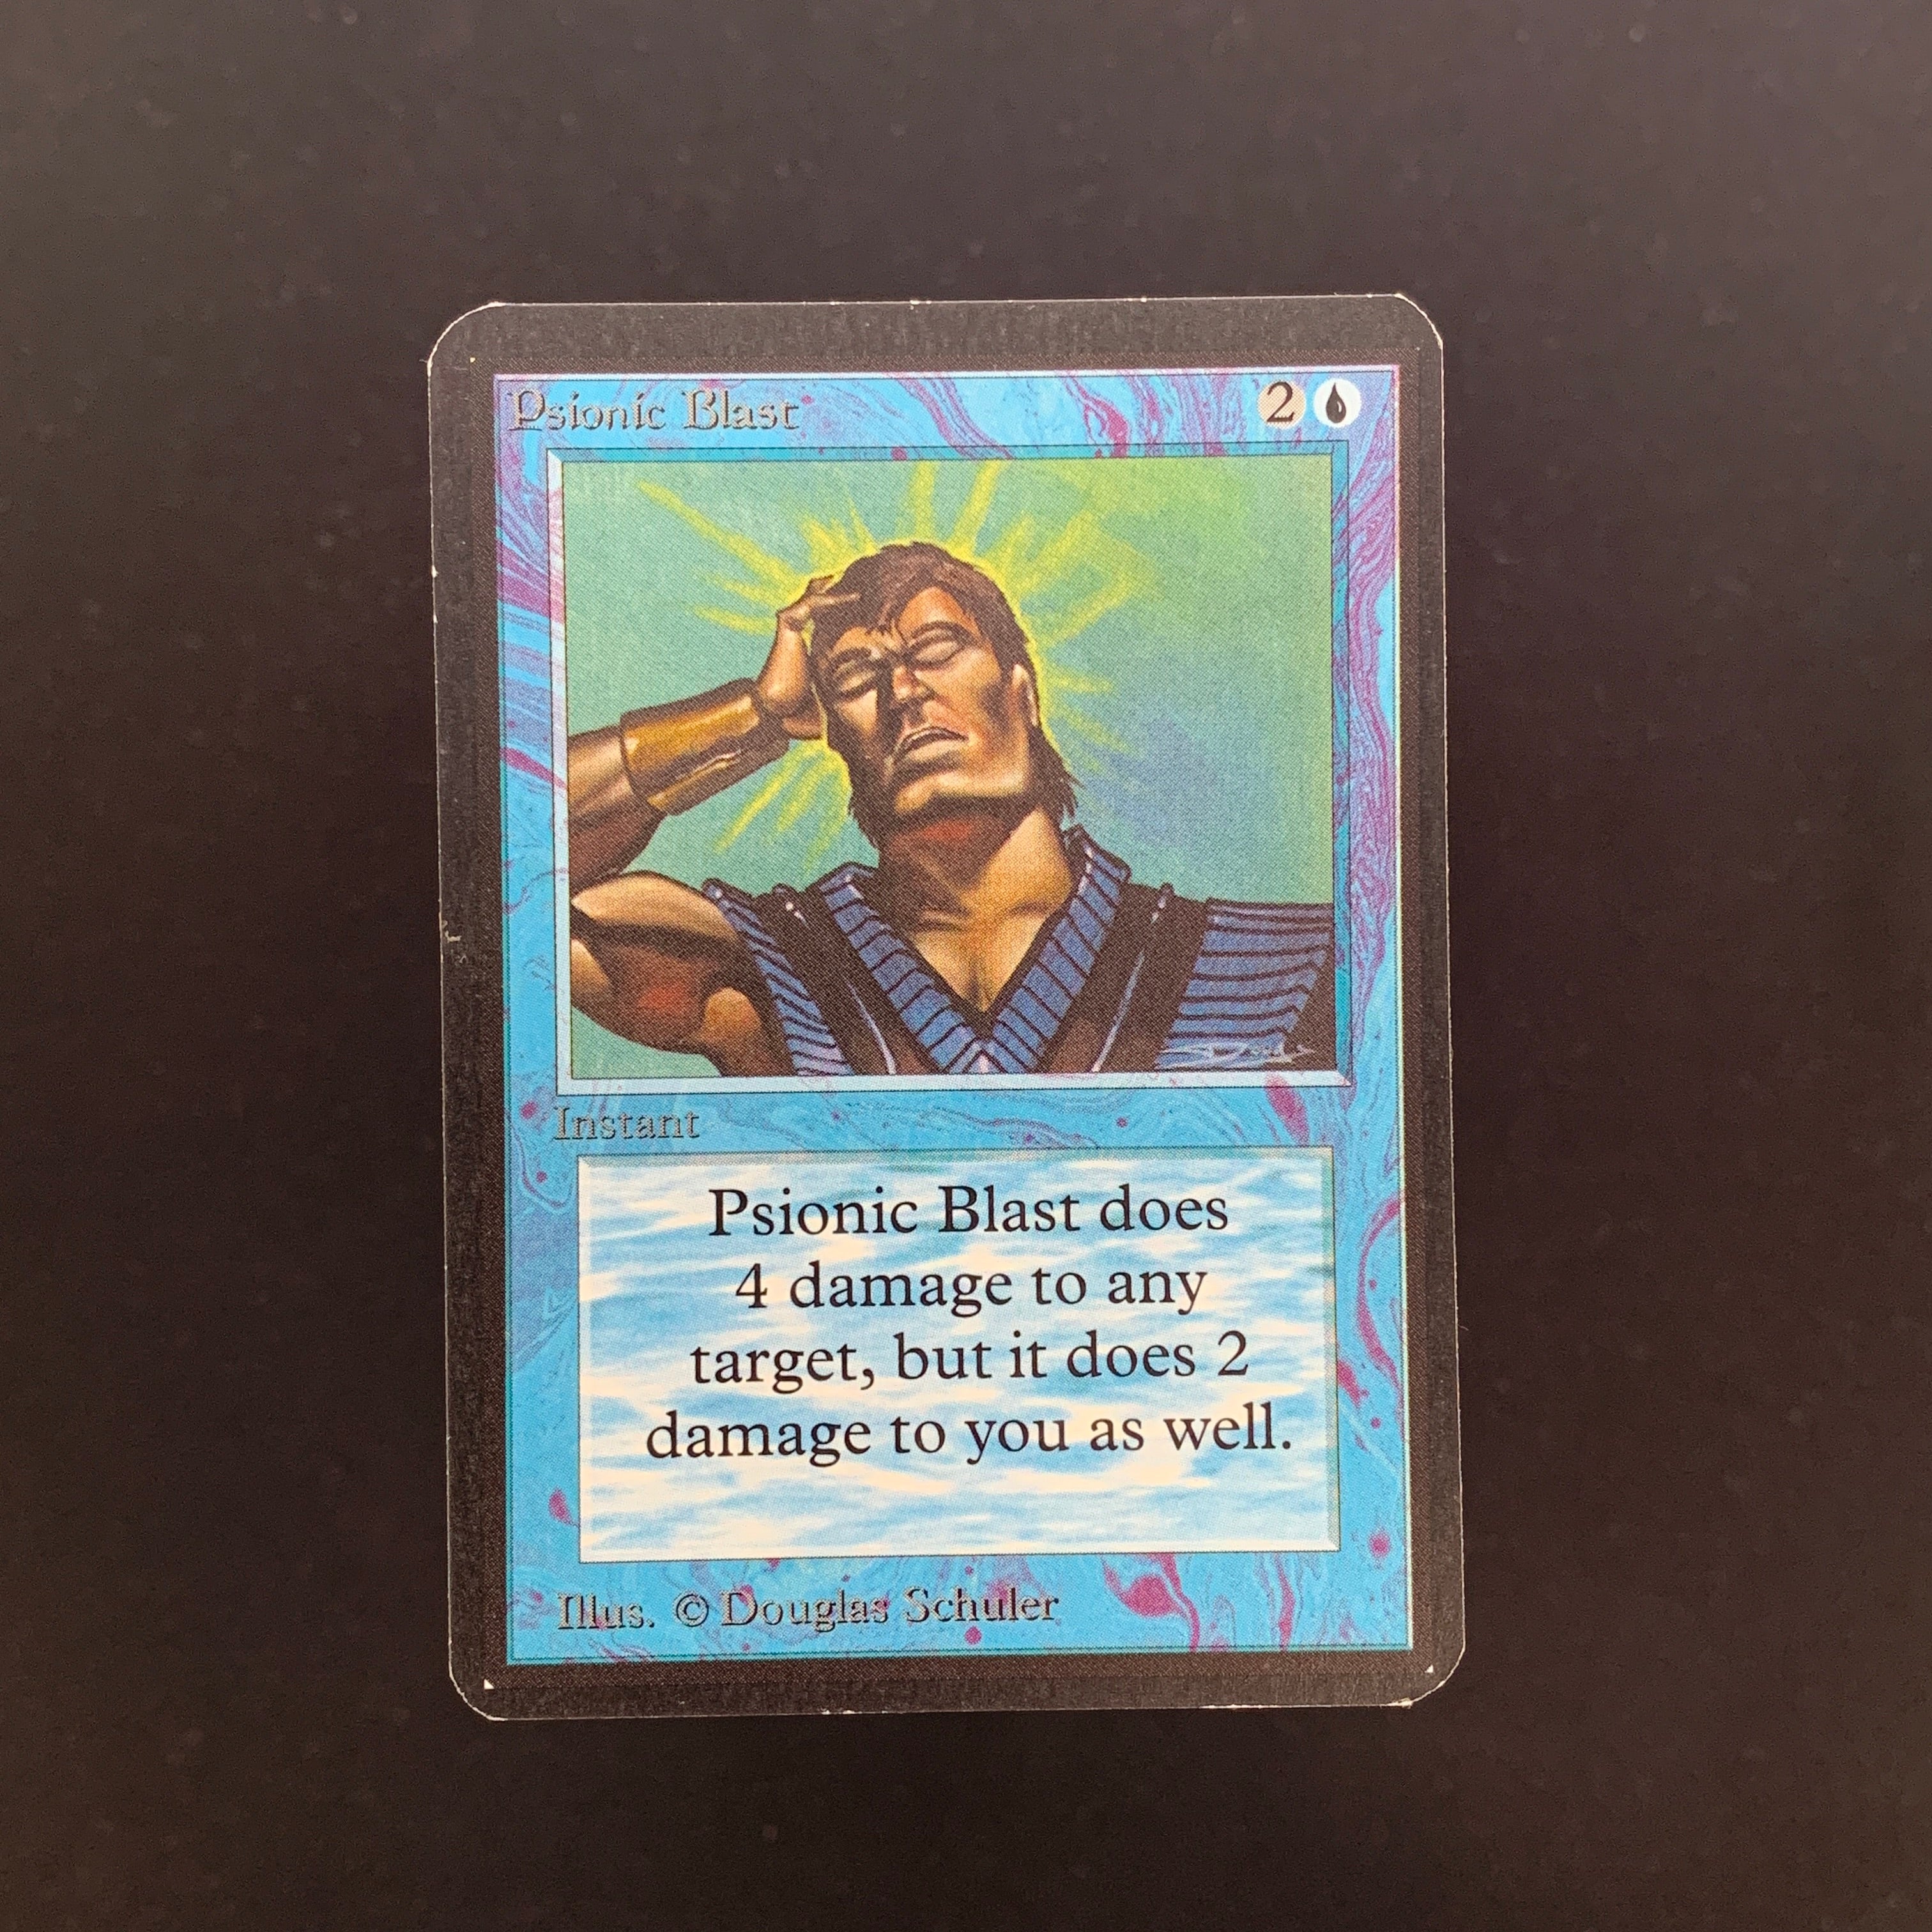 Psionic Blast 2
Instant
Psionic Blast does
4 damage to any
target, but it does 2
damage to you as well.
Illus. © Douglas Schuler